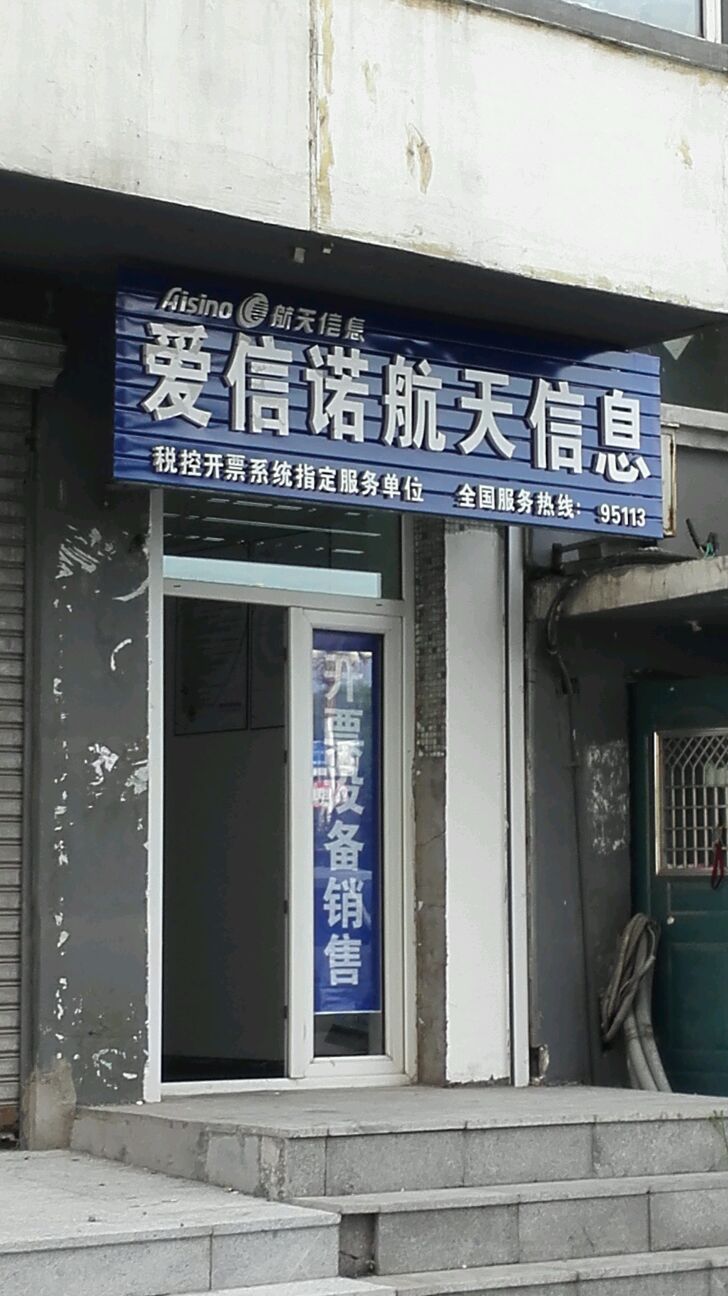 Aisino 航天信息
爱信诺航天信息
税控开票系统指定服务单位 全国服务热线：95113
开票设备销售